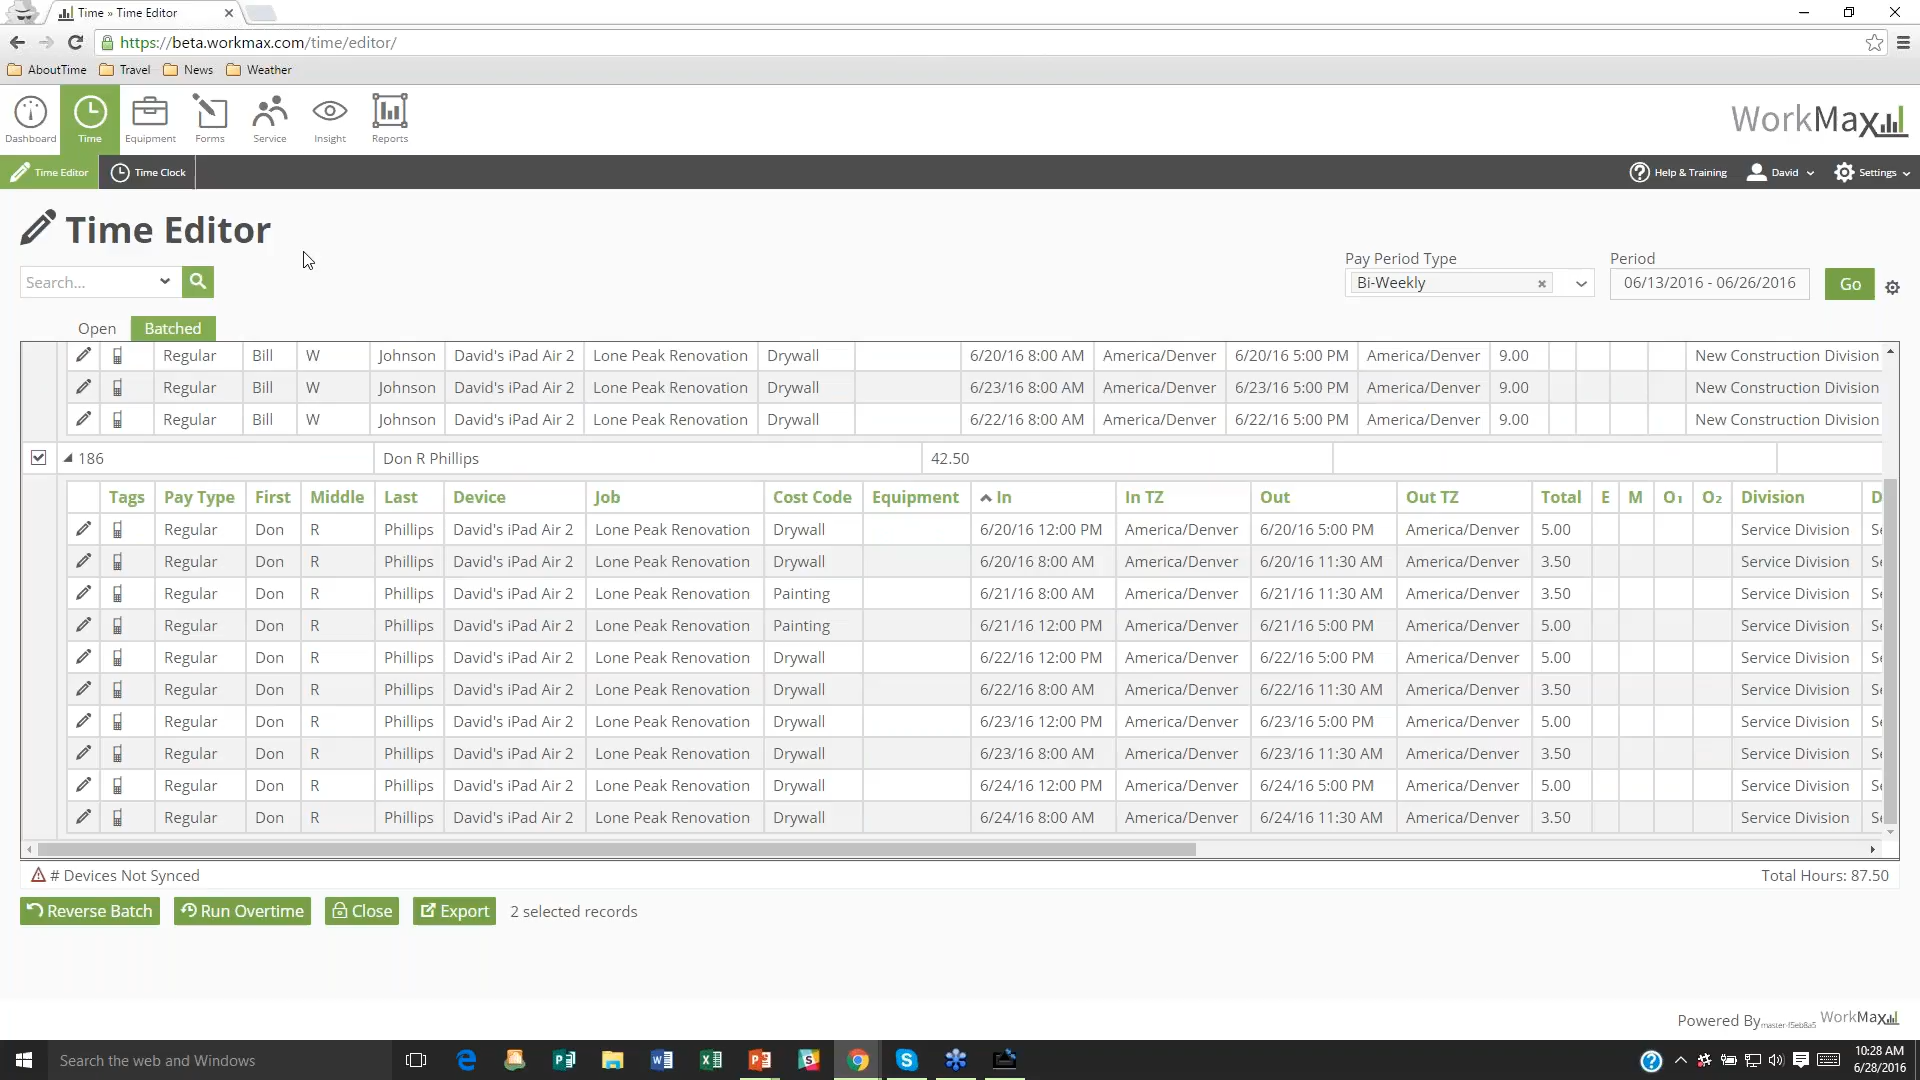 Time » Time Editor
https://beta.workmax.com/time/editor/
AboutTime Travel News Weather
Dashboard Time Equipment Forms Service Insight Reports
WorkMax
Time Editor Time Clock Help & Training David Settings
Time Editor
Pay Period Type Period
Search... Bi-Weekly 06/13/2016 - 06/26/2016 Go
Open Batched
Regular Bill W Johnson David's iPad Air 2 Lone Peak Renovation Drywall 6/20/16 8:00 AM America/Denver 6/20/16 5:00 PM America/Denver 9.00 New Construction Division
Regular Bill W Johnson David's iPad Air 2 Lone Peak Renovation Drywall 6/23/16 8:00 AM America/Denver 6/23/16 5:00 PM America/Denver 9.00 New Construction Division
Regular Bill W Johnson David's iPad Air 2 Lone Peak Renovation Drywall 6/22/16 8:00 AM America/Denver 6/22/16 5:00 PM America/Denver 9.00 New Construction Division
186 Don R Phillips 42.50
Tags Pay Type First Middle Last Device Job Cost Code Equipment In In TZ Out Out TZ Total E M O₁ O₂ Division D
Regular Don R Phillips David's iPad Air 2 Lone Peak Renovation Drywall 6/20/16 12:00 PM America/Denver 6/20/16 5:00 PM America/Denver 5.00 Service Division Se
Regular Don R Phillips David's iPad Air 2 Lone Peak Renovation Drywall 6/20/16 8:00 AM America/Denver 6/20/16 11:30 AM America/Denver 3.50 Service Division Se
Regular Don R Phillips David's iPad Air 2 Lone Peak Renovation Painting 6/21/16 8:00 AM America/Denver 6/21/16 11:30 AM America/Denver 3.50 Service Division Se
Regular Don R Phillips David's iPad Air 2 Lone Peak Renovation Painting 6/21/16 12:00 PM America/Denver 6/21/16 5:00 PM America/Denver 5.00 Service Division Se
Regular Don R Phillips David's iPad Air 2 Lone Peak Renovation Drywall 6/22/16 12:00 PM America/Denver 6/22/16 5:00 PM America/Denver 5.00 Service Division Se
Regular Don R Phillips David's iPad Air 2 Lone Peak Renovation Drywall 6/22/16 8:00 AM America/Denver 6/22/16 11:30 AM America/Denver 3.50 Service Division Se
Regular Don R Phillips David's iPad Air 2 Lone Peak Renovation Drywall 6/23/16 12:00 PM America/Denver 6/23/16 5:00 PM America/Denver 5.00 Service Division Se
Regular Don R Phillips David's iPad Air 2 Lone Peak Renovation Drywall 6/23/16 8:00 AM America/Denver 6/23/16 11:30 AM America/Denver 3.50 Service Division Se
Regular Don R Phillips David's iPad Air 2 Lone Peak Renovation Drywall 6/24/16 12:00 PM America/Denver 6/24/16 5:00 PM America/Denver 5.00 Service Division Se
Regular Don R Phillips David's iPad Air 2 Lone Peak Renovation Drywall 6/24/16 8:00 AM America/Denver 6/24/16 11:30 AM America/Denver 3.50 Service Division Se
# Devices Not Synced Total Hours: 87.50
Reverse Batch Run Overtime Close Export 2 selected records
Powered By master-f5eb8a5 WorkMax
Search the web and Windows
10:28 AM
6/28/2016